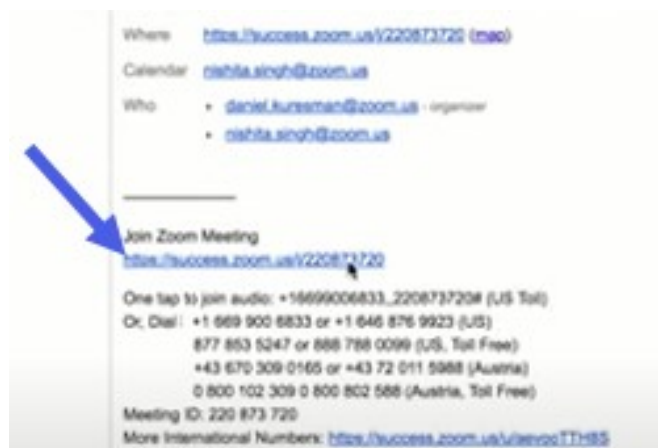 Where https://success.zoom.us/j/220873720 (map)
Calendar nishita.singh@zoom.us
Who • daniel.kuresman@zoom.us - organizer
• nishita.singh@zoom.us
Join Zoom Meeting
https://success.zoom.us/j/220873720
One tap to join audio: +16699006833,,220873720# (US Toll)
Or, Dial: +1 669 900 6833 or +1 646 876 9923 (US)
877 853 5247 or 888 788 0099 (US, Toll Free)
+43 670 309 0165 or +43 72 011 5988 (Austria)
0 800 102 309 0 800 802 588 (Austria, Toll Free)
Meeting ID: 220 873 720
More International Numbers: